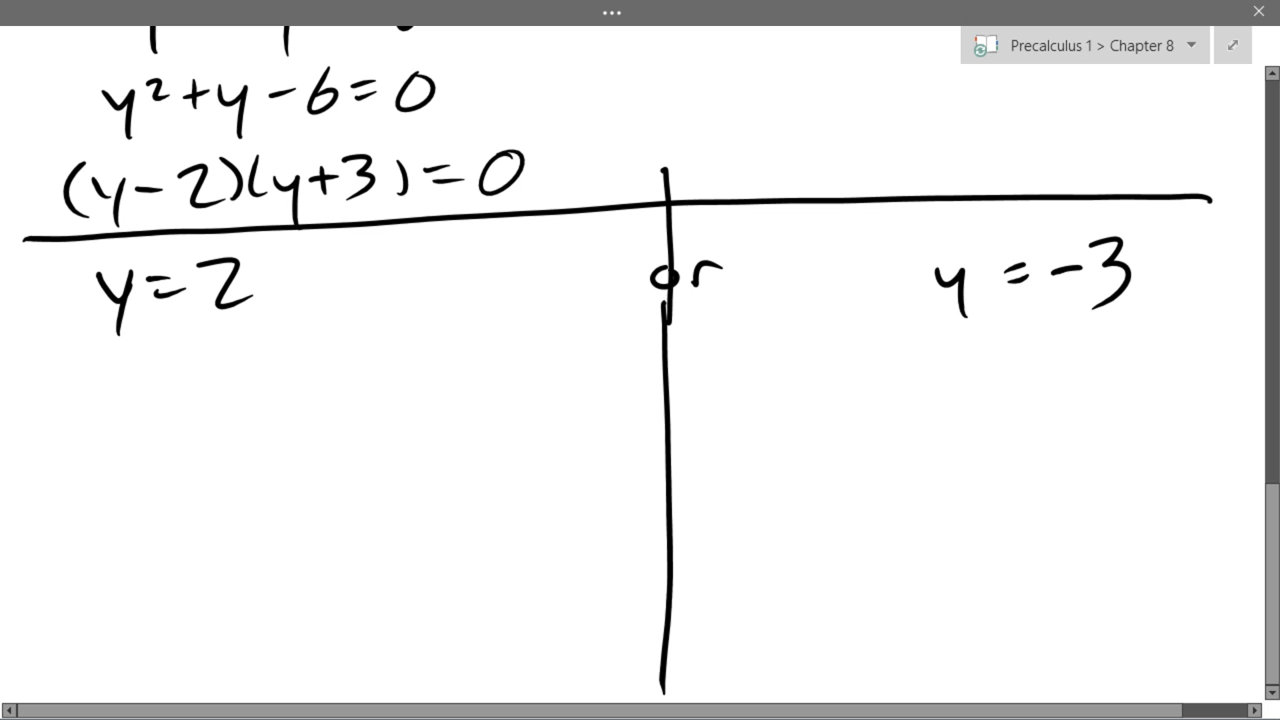 Precalculus 1 > Chapter 8
y²+y-6=0
(y-2)(y+3)=0
y=2 or y=-3